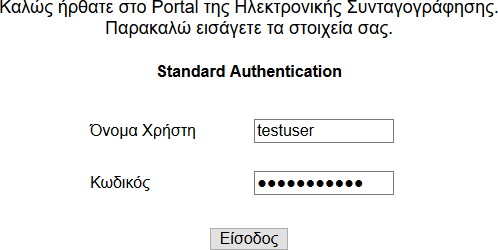 Καλώς ήρθατε στο Portal της Ηλεκτρονικής Συνταγογράφησης.
Παρακαλώ εισάγετε τα στοιχεία σας.
Standard Authentication
Όνομα Χρήστη testuser
Κωδικός ●●●●●●●●●●●
Είσοδος